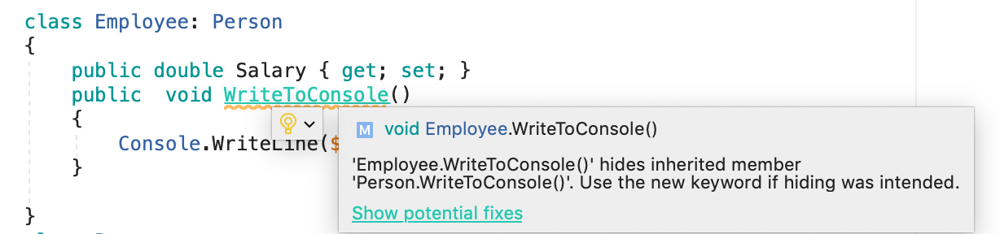 class Employee: Person
{
public double Salary { get; set; }
public  void WriteToConsole()
{
Console.WriteLine($
}
}
M void Employee.WriteToConsole()
'Employee.WriteToConsole()' hides inherited member
'Person.WriteToConsole()'. Use the new keyword if hiding was intended.
Show potential fixes